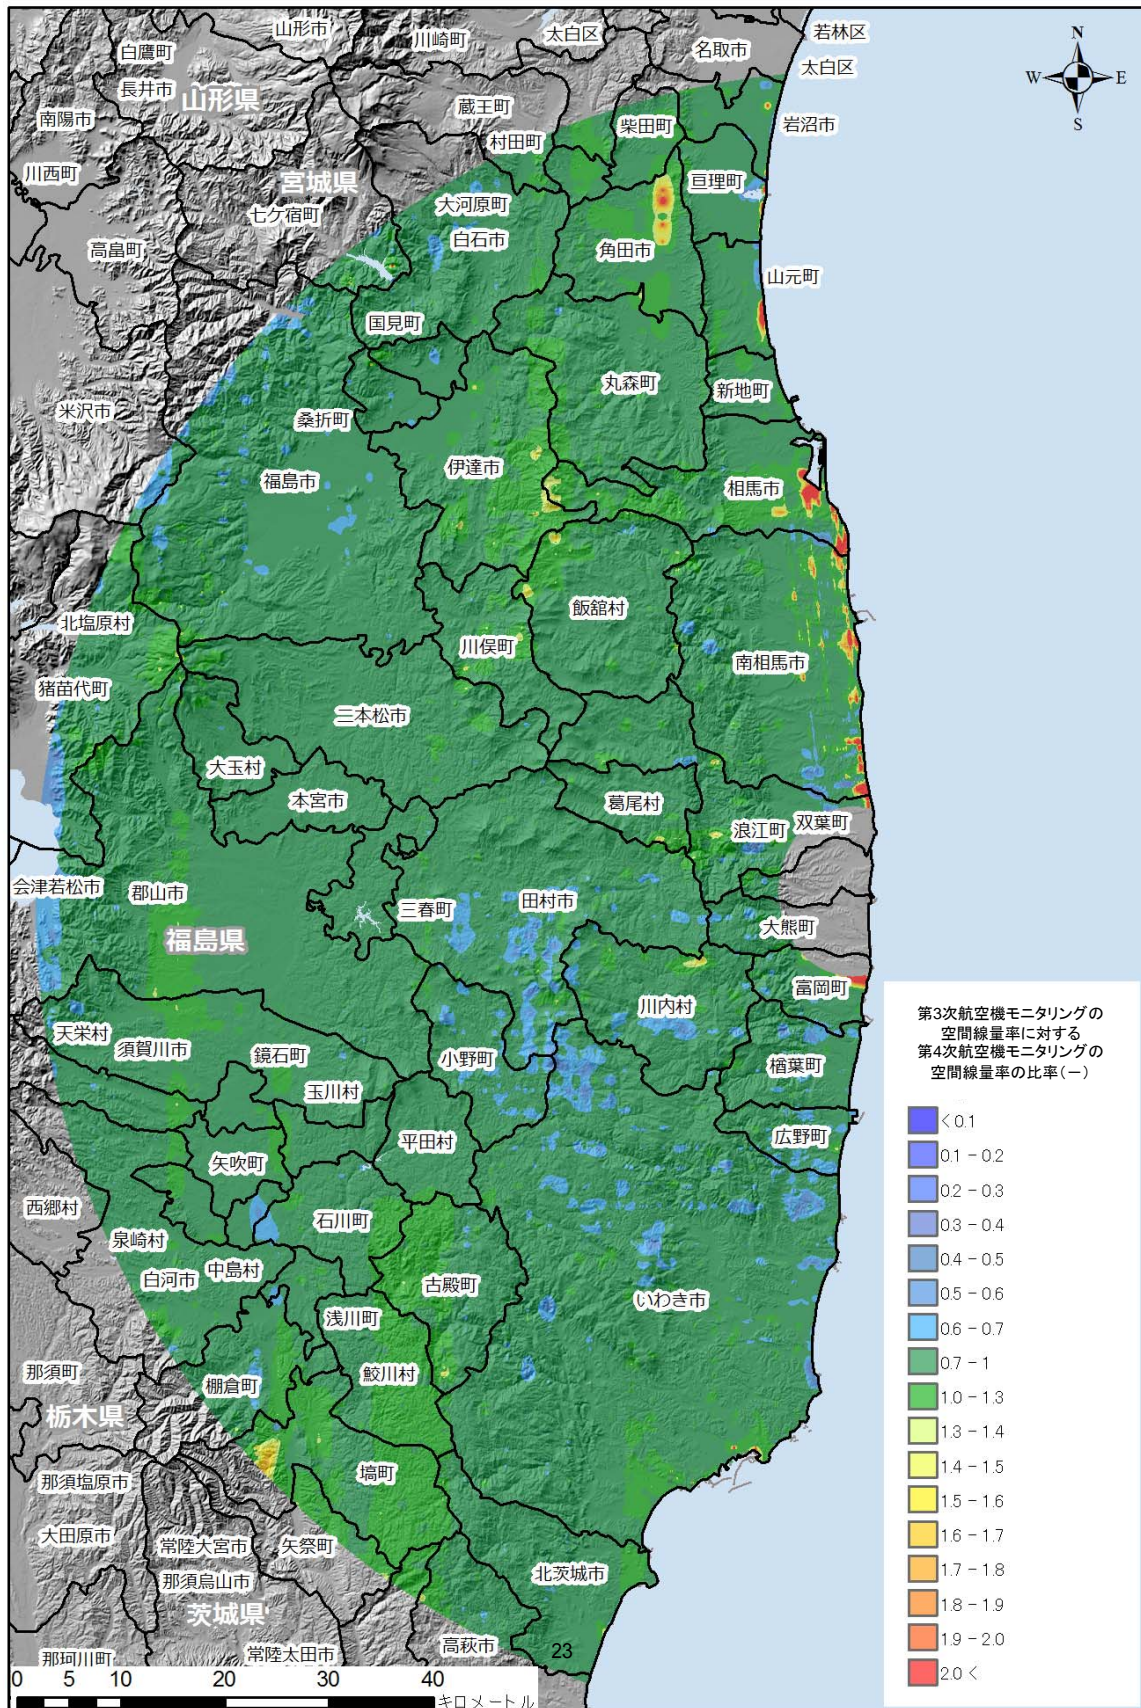 山形市
川崎町
太白区
若林区
名取市
白鷹町
太白区
長井市
山形県
蔵王町
柴田町
岩沼市
南陽市
村田町
川西町
宮城県
亘理町
大河原町
七ケ宿町
白石市
高畠町
角田市
山元町
国見町
丸森町
新地町
米沢市
桑折町
伊達市
福島市
相馬市
飯舘村
北塩原村
川俣町
南相馬市
猪苗代町
二本松市
大玉村
本宮市
葛尾村
浪江町
双葉町
会津若松市
郡山市
三春町
田村市
大熊町
福島県
富岡町
川内村
天栄村
須賀川市
鏡石町
小野町
楢葉町
玉川村
平田村
広野町
矢吹町
西郷村
石川町
泉崎村
中島村
白河市
古殿町
いわき市
浅川町
那須町
棚倉町
鮫川村
栃木県
塙町
那須塩原市
大田原市
常陸大宮市
矢祭町
北茨城市
那須烏山市
茨城県
高萩市
23
那珂川町
常陸太田市
N
W
E
S
第3次航空機モニタリングの
空間線量率に対する
第4次航空機モニタリングの
空間線量率の比率(－)
< 0.1
0.1 - 0.2
0.2 - 0.3
0.3 - 0.4
0.4 - 0.5
0.5 - 0.6
0.6 - 0.7
0.7 - 1
1.0 - 1.3
1.3 - 1.4
1.4 - 1.5
1.5 - 1.6
1.6 - 1.7
1.7 - 1.8
1.8 - 1.9
1.9 - 2.0
2.0 <
0 5 10 20 30 40
キロメートル